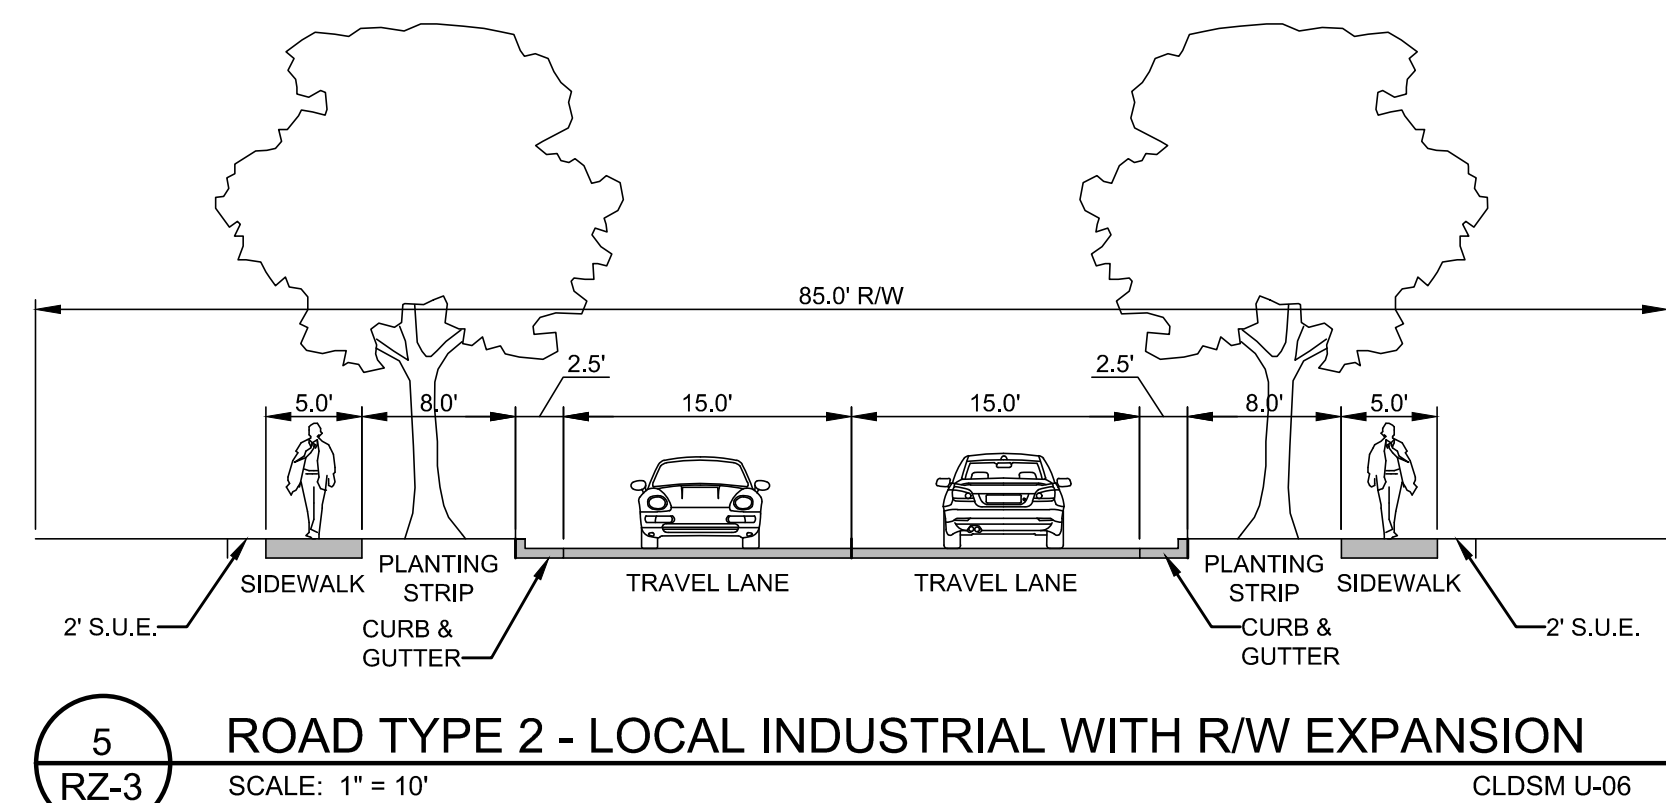 85.0' R/W
2.5' 2.5'
5.0' 8.0' 15.0' 15.0' 8.0' 5.0'
SIDEWALK
PLANTING
STRIP
TRAVEL LANE
TRAVEL LANE
PLANTING
STRIP
SIDEWALK
2' S.U.E.
CURB &
GUTTER
CURB &
GUTTER
2' S.U.E.
5
RZ-3
ROAD TYPE 2 - LOCAL INDUSTRIAL WITH R/W EXPANSION
SCALE: 1" = 10'
CLDSM U-06